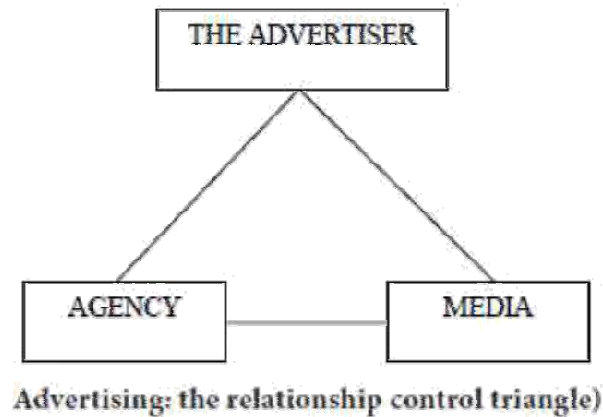 THE ADVERTISER
AGENCY
MEDIA
Advertising: the relationship control triangle)